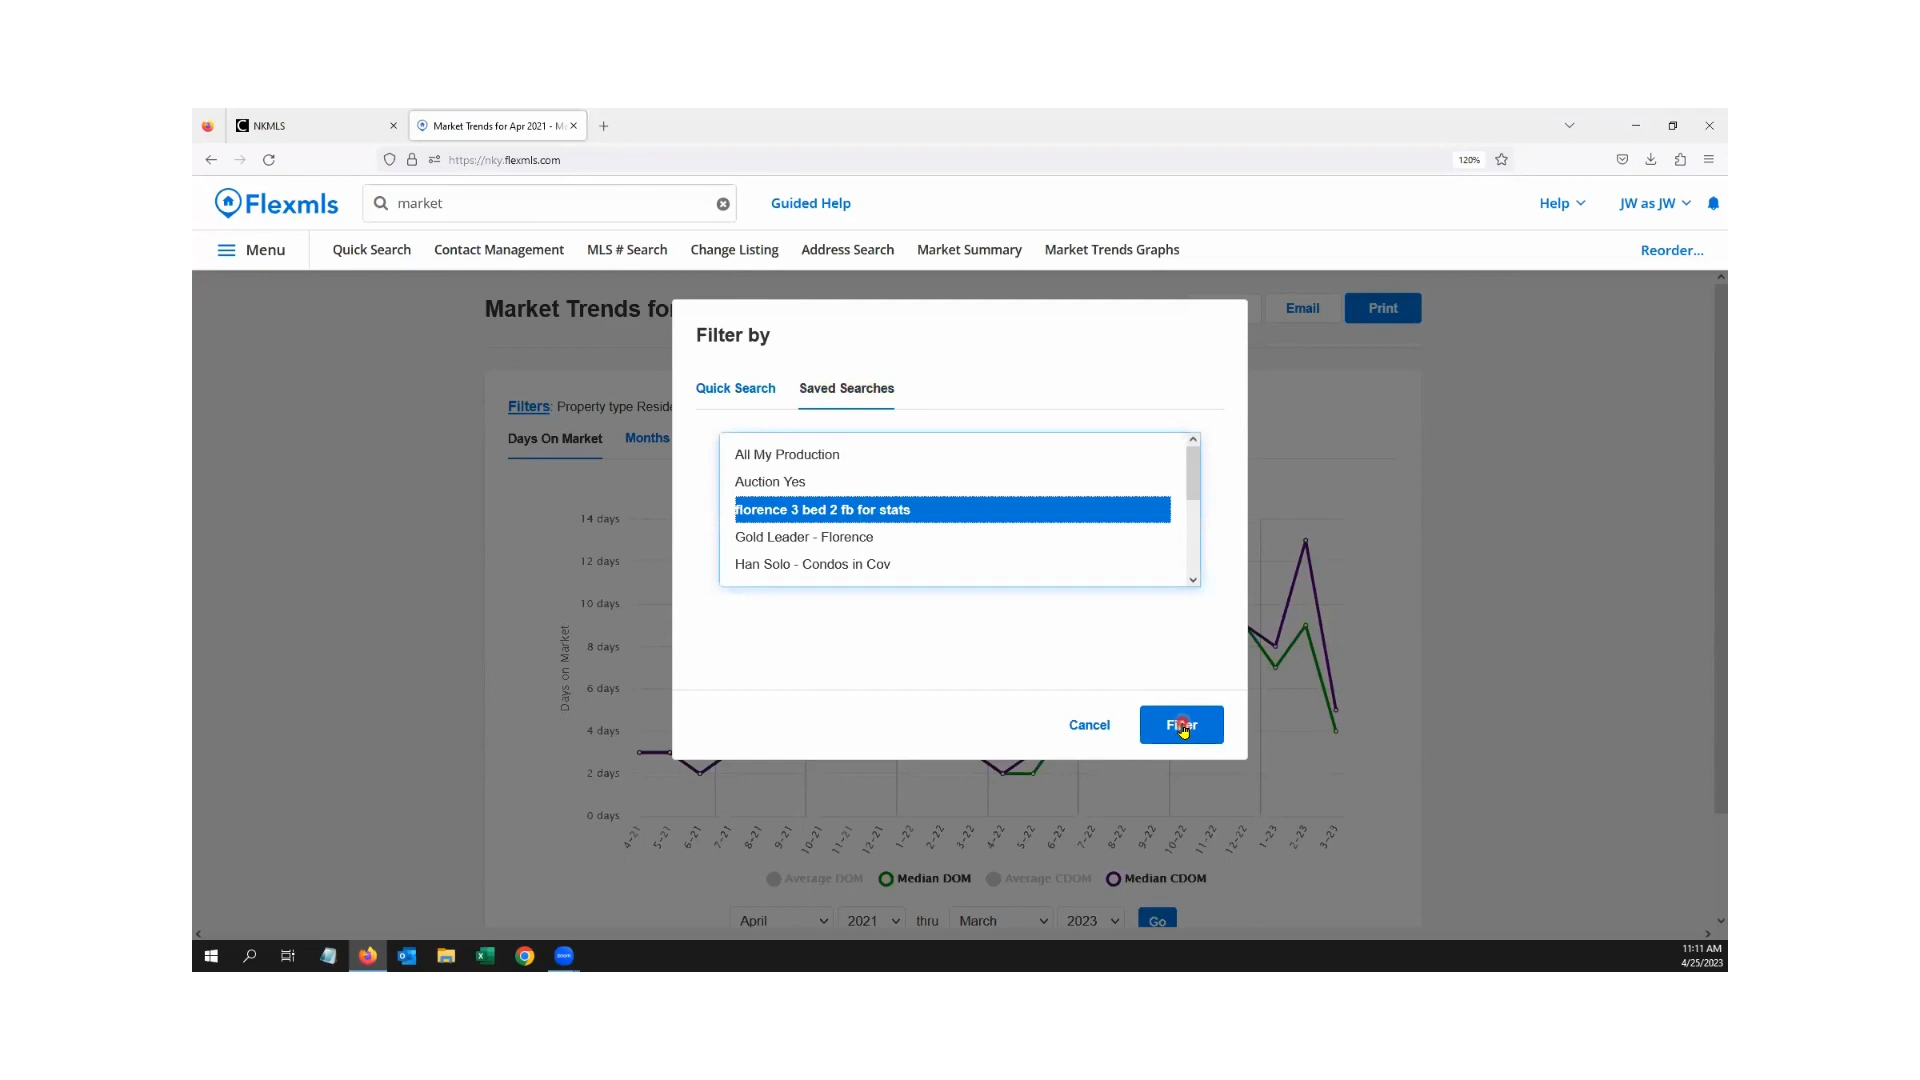 NKMLS
Market Trends for Apr 2021 - M
https://nky.flexmls.com
120%
Flexmls
market
Guided Help
Help
JW as JW
Menu
Quick Search
Contact Management
MLS # Search
Change Listing
Address Search
Market Summary
Market Trends Graphs
Reorder...
Market Trends fo
Email
Print
Filter by
Quick Search
Saved Searches
Filters: Property type Reside
Days On Market
Months
All My Production
Auction Yes
florence 3 bed 2 fb for stats
Gold Leader - Florence
Han Solo - Condos in Cov
Cancel
Filter
Days on Market
14 days
12 days
10 days
8 days
6 days
4 days
2 days
0 days
4-21
5-21
6-21
7-21
8-21
9-21
10-21
11-21
12-21
1-22
2-22
3-22
4-22
5-22
6-22
7-22
8-22
9-22
10-22
11-22
12-22
1-23
2-23
3-23
Average DOM
Median DOM
Average CDOM
Median CDOM
April
2021
thru
March
2023
Go
zoom
11:11 AM
4/25/2023